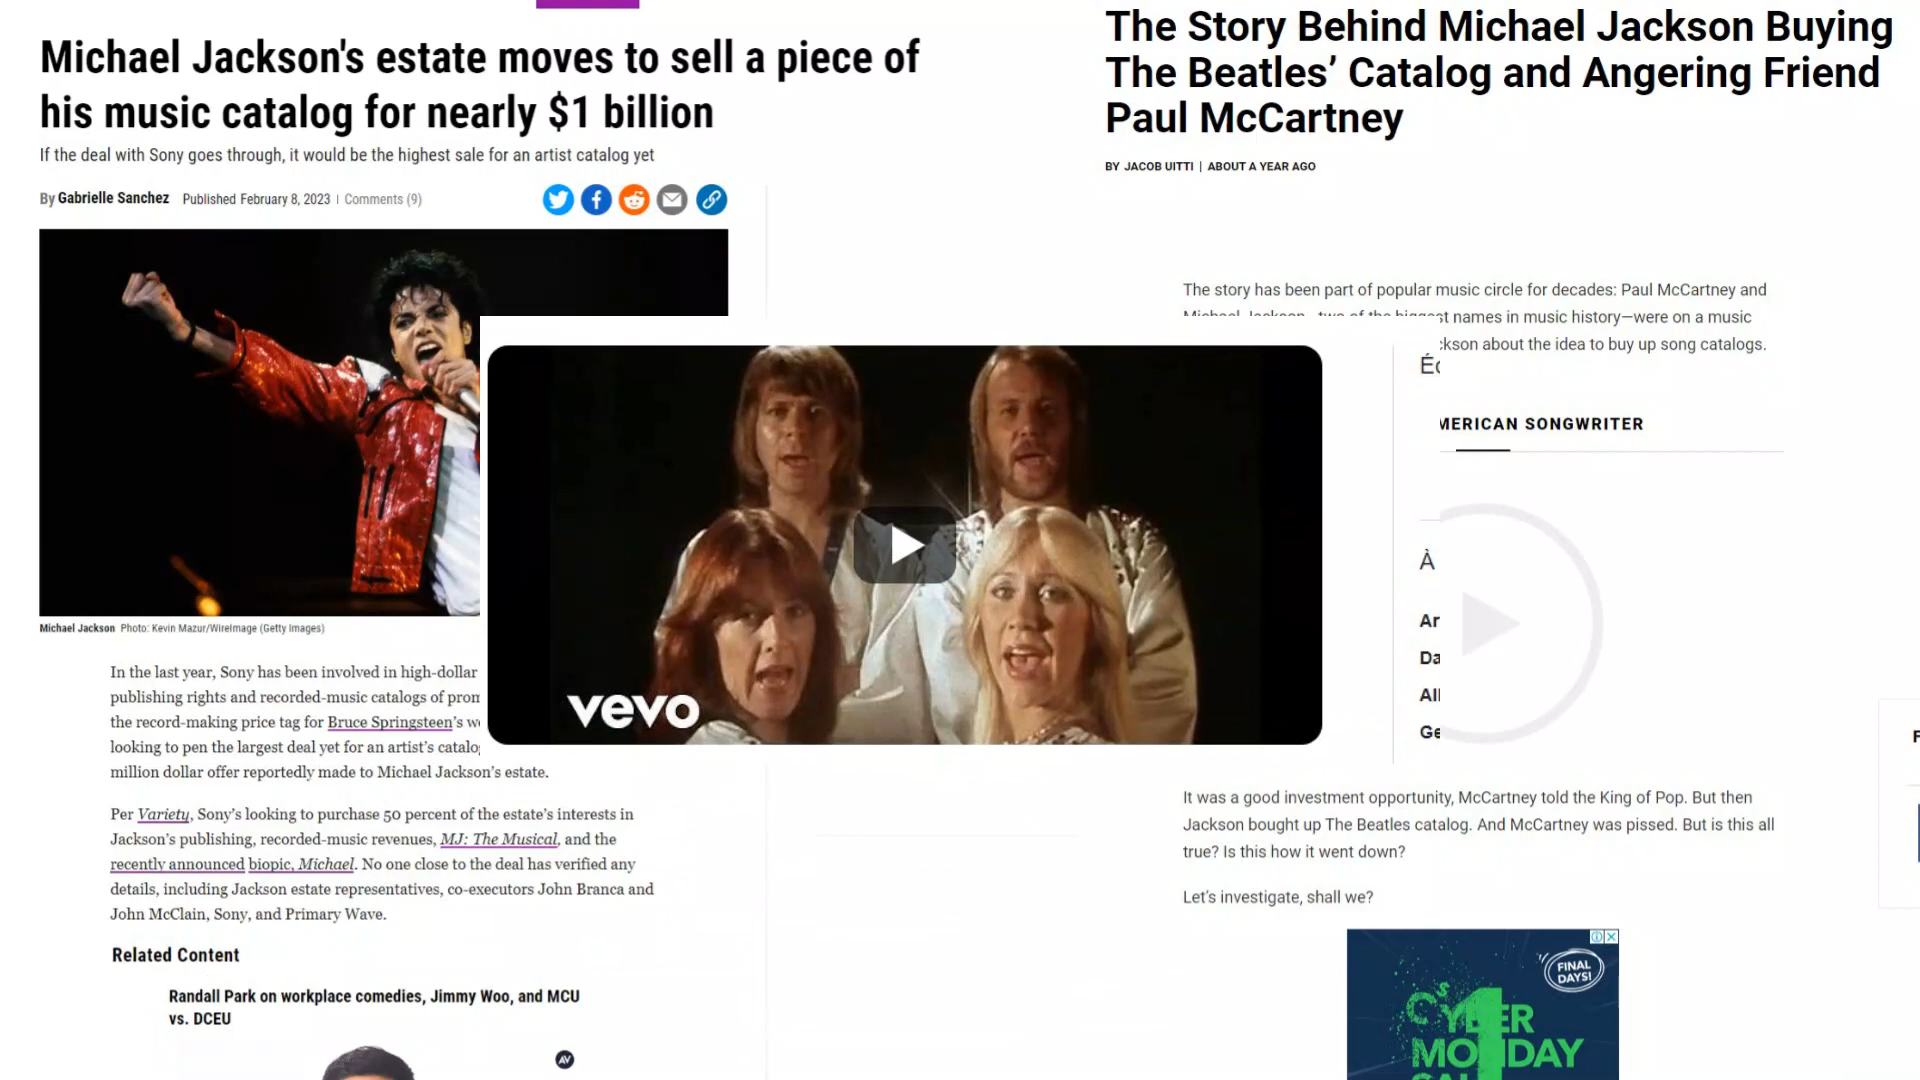 Michael Jackson's estate moves to sell a piece of
his music catalog for nearly $1 billion
If the deal with Sony goes through, it would be the highest sale for an artist catalog yet
By Gabrielle Sanchez Published February 8, 2023 | Comments (9)
Michael Jackson Photo: Kevin Mazur/WireImage (Getty Images)
In the last year, Sony has been involved in high-dollar
publishing rights and recorded-music catalogs of
the record-making price tag for Bruce Springsteen's
looking to pen the largest deal yet for an artist's
million dollar offer reportedly made to Michael Jackson's estate.
Per Variety, Sony's looking to purchase 50 percent of the estate's interests in
Jackson's publishing, recorded-music revenues, MJ: The Musical, and the
recently announced biopic, Michael. No one close to the deal has verified any
details, including Jackson estate representatives, co-executors John Branca and
John McClain, Sony, and Primary Wave.
Related Content
Randall Park on workplace comedies, Jimmy Woo, and MCU
vs. DCEU
AV
vevo
The Story Behind Michael Jackson Buying
The Beatles' Catalog and Angering Friend
Paul McCartney
BY JACOB UITTI | ABOUT A YEAR AGO
The story has been part of popular music circle for decades: Paul McCartney and
names in music history—were on a music
about the idea to buy up song catalogs.
SONGWRITER
À
It was a good investment opportunity, McCartney told the King of Pop. But then
Jackson bought up The Beatles catalog. And McCartney was pissed. But is this all
true? Is this how it went down?
Let's investigate, shall we?
FINAL
DAYS!
CYBER
MONDAY